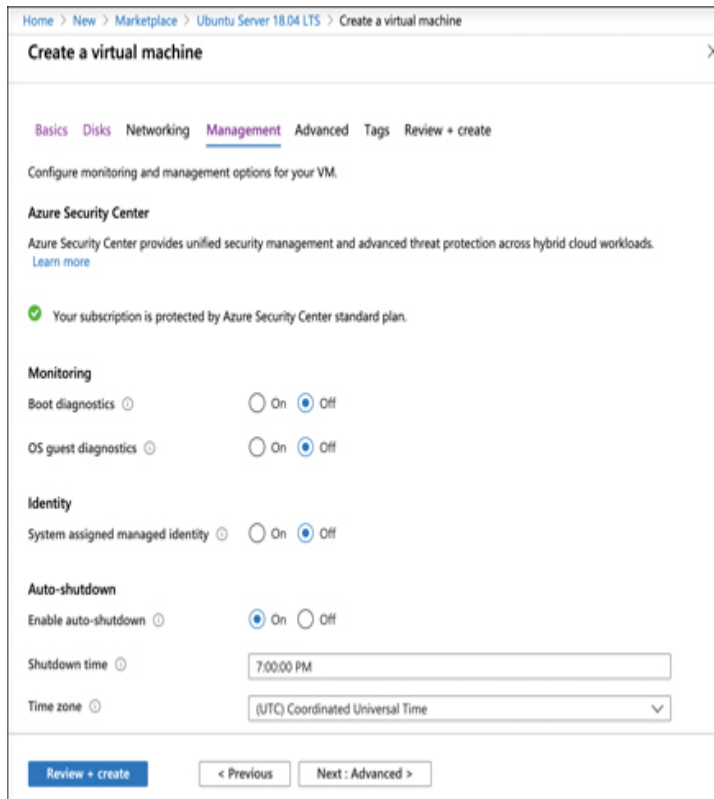 Home > New > Marketplace > Ubuntu Server 18.04 LTS > Create a virtual machine
Create a virtual machine
Basics Disks Networking Management Advanced Tags Review + create
Configure monitoring and management options for your VM.
Azure Security Center
Azure Security Center provides unified security management and advanced threat protection across hybrid cloud workloads.
Learn more
Your subscription is protected by Azure Security Center standard plan.
Monitoring
Boot diagnostics On Off
OS guest diagnostics On Off
Identity
System assigned managed identity On Off
Auto-shutdown
Enable auto-shutdown On Off
Shutdown time 7:00:00 PM
Time zone (UTC) Coordinated Universal Time
Review + create < Previous Next : Advanced >